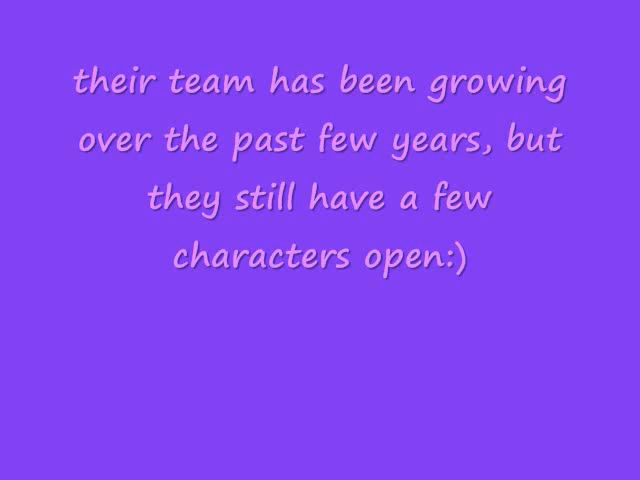 their team has been growing
over the past few years, but
they still have a few
characters open:)